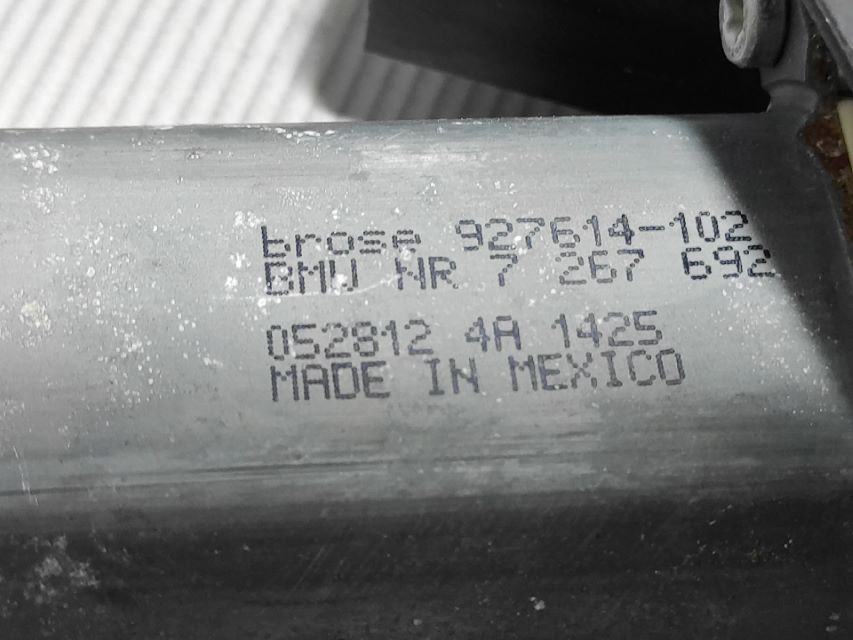 brose 927614-102
BMW NR 7 267 692
052812 4A 1425
MADE IN MEXICO